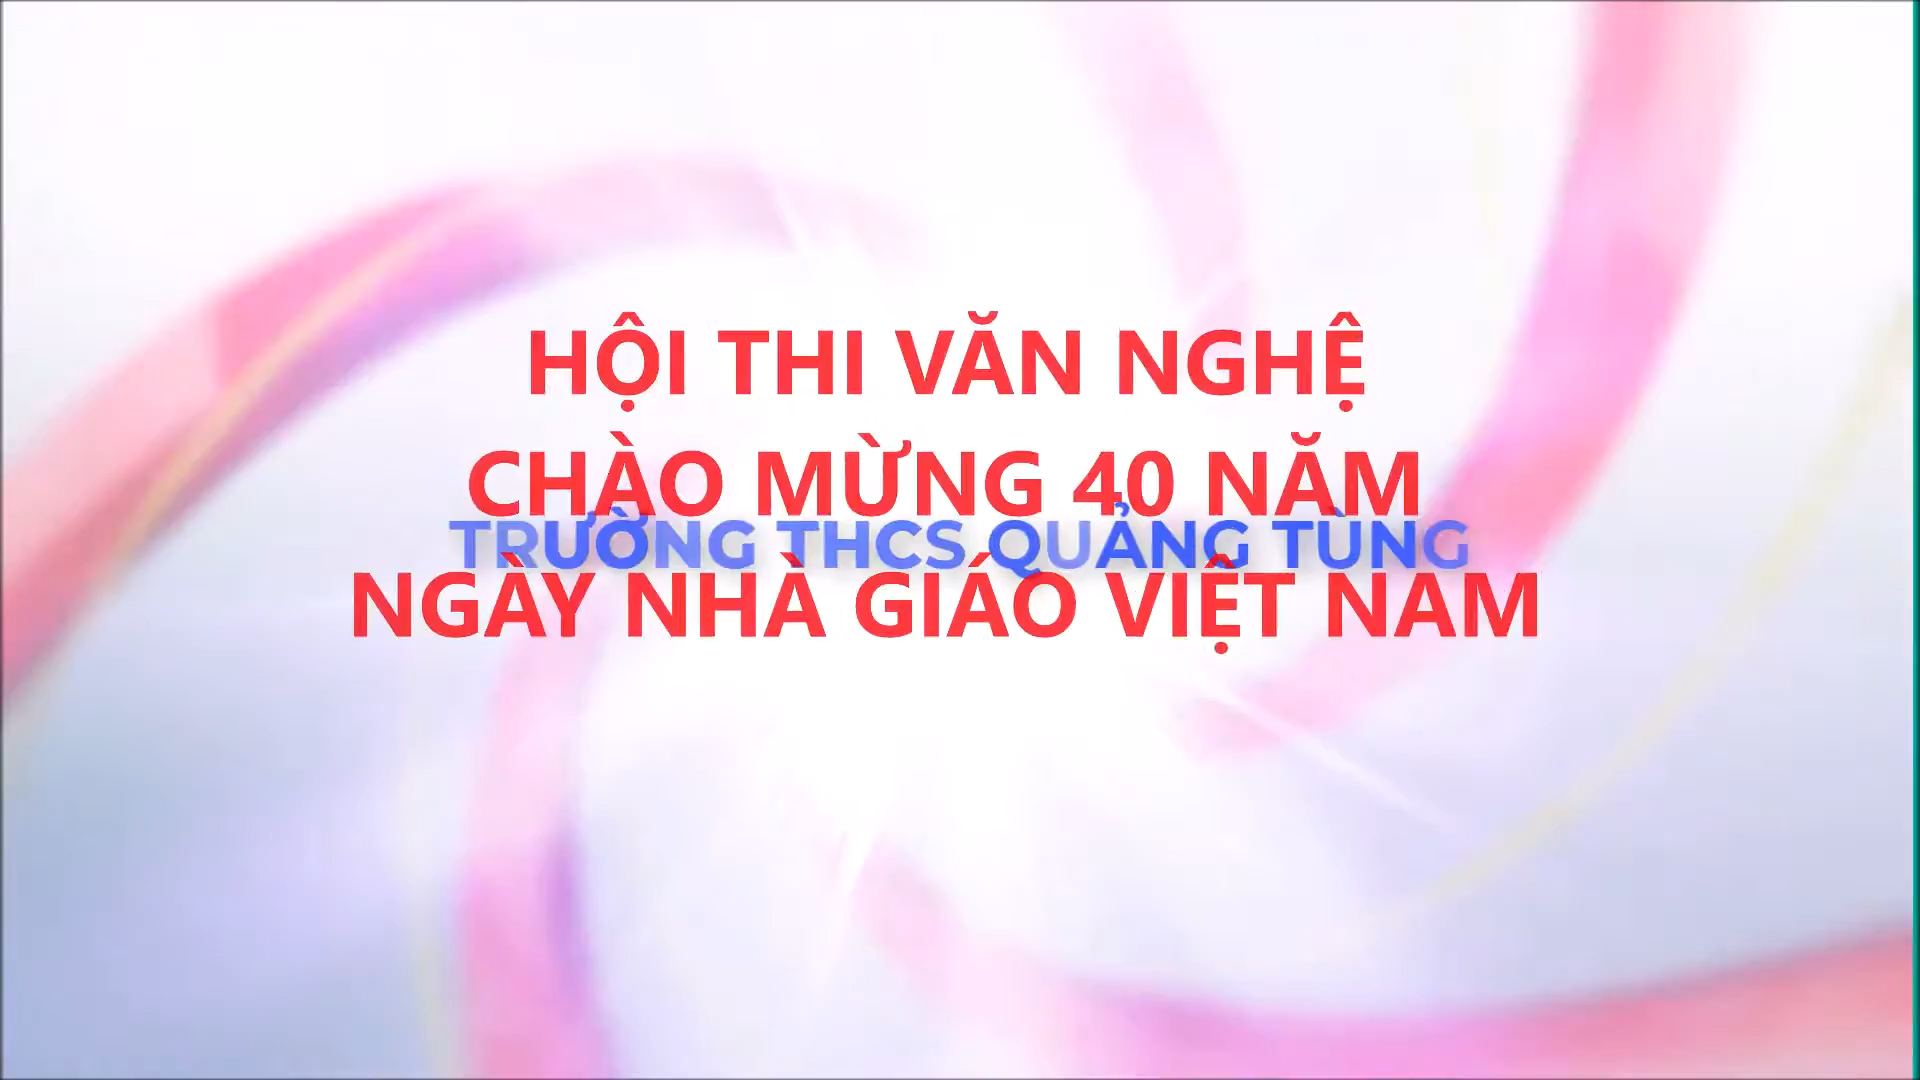 HỘI THI VĂN NGHỆ
CHÀO MỪNG 40 NĂM
TRƯỜNG THCS QUẢNG TÙNG
NGÀY NHÀ GIÁO VIỆT NAM